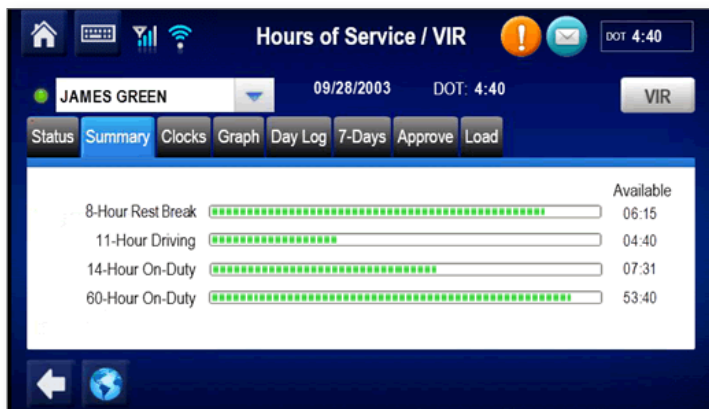 Hours of Service / VIR
DOT 4:40
JAMES GREEN
09/28/2003
DOT: 4:40
VIR
Status Summary Clocks Graph Day Log 7-Days Approve Load
Available
8-Hour Rest Break 06:15
11-Hour Driving 04:40
14-Hour On-Duty 07:31
60-Hour On-Duty 53:40